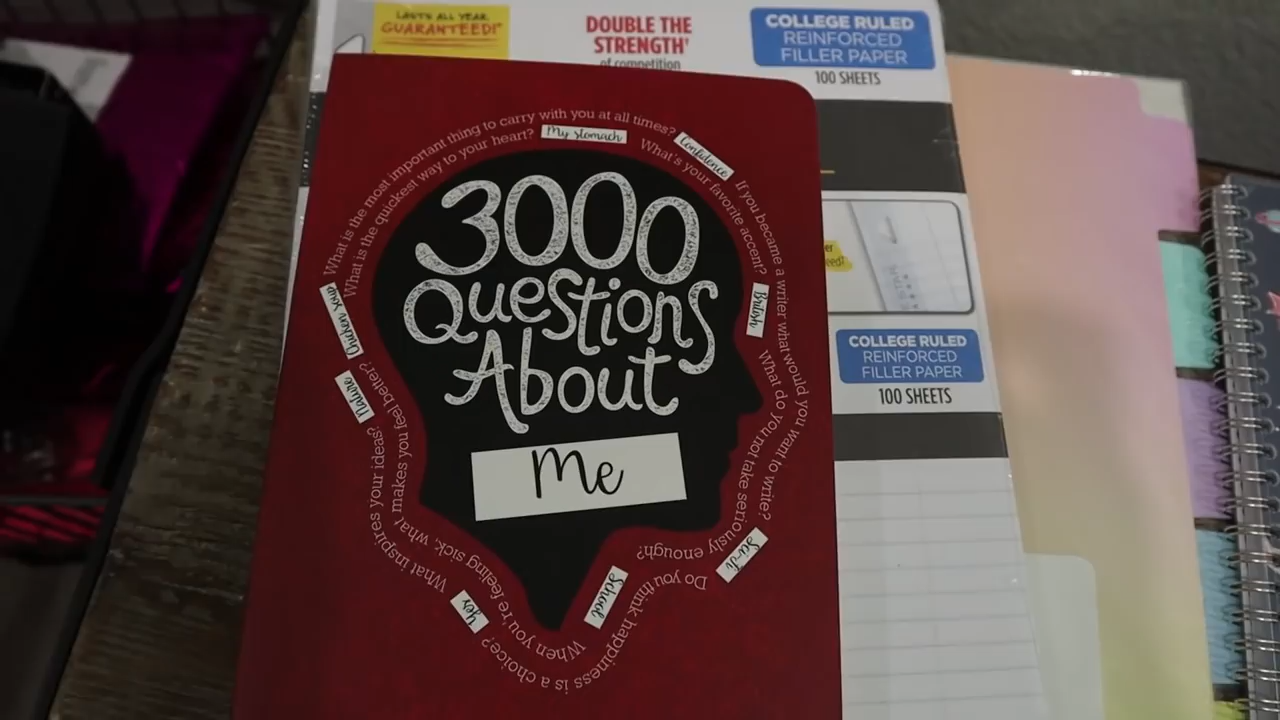 LASTS ALL YEAR
GUARANTEED!*
DOUBLE THE
STRENGTH†
of competition
COLLEGE RULED
REINFORCED
FILLER PAPER
100 SHEETS
What is the most important thing to carry with you at all times?
Confidence
What is the quickest way to your heart?
My stomach
What's your favorite accent?
British
If you became a writer what would you want to write?
Sci-fi
What do you not take seriously enough?
School
Do you think happiness is a choice?
Yes
When you're feeling sick, what makes you feel better?
Chicken Soup
What inspires your ideas?
Nature
3000
Questions
About
Me
COLLEGE RULED
REINFORCED
FILLER PAPER
100 SHEETS